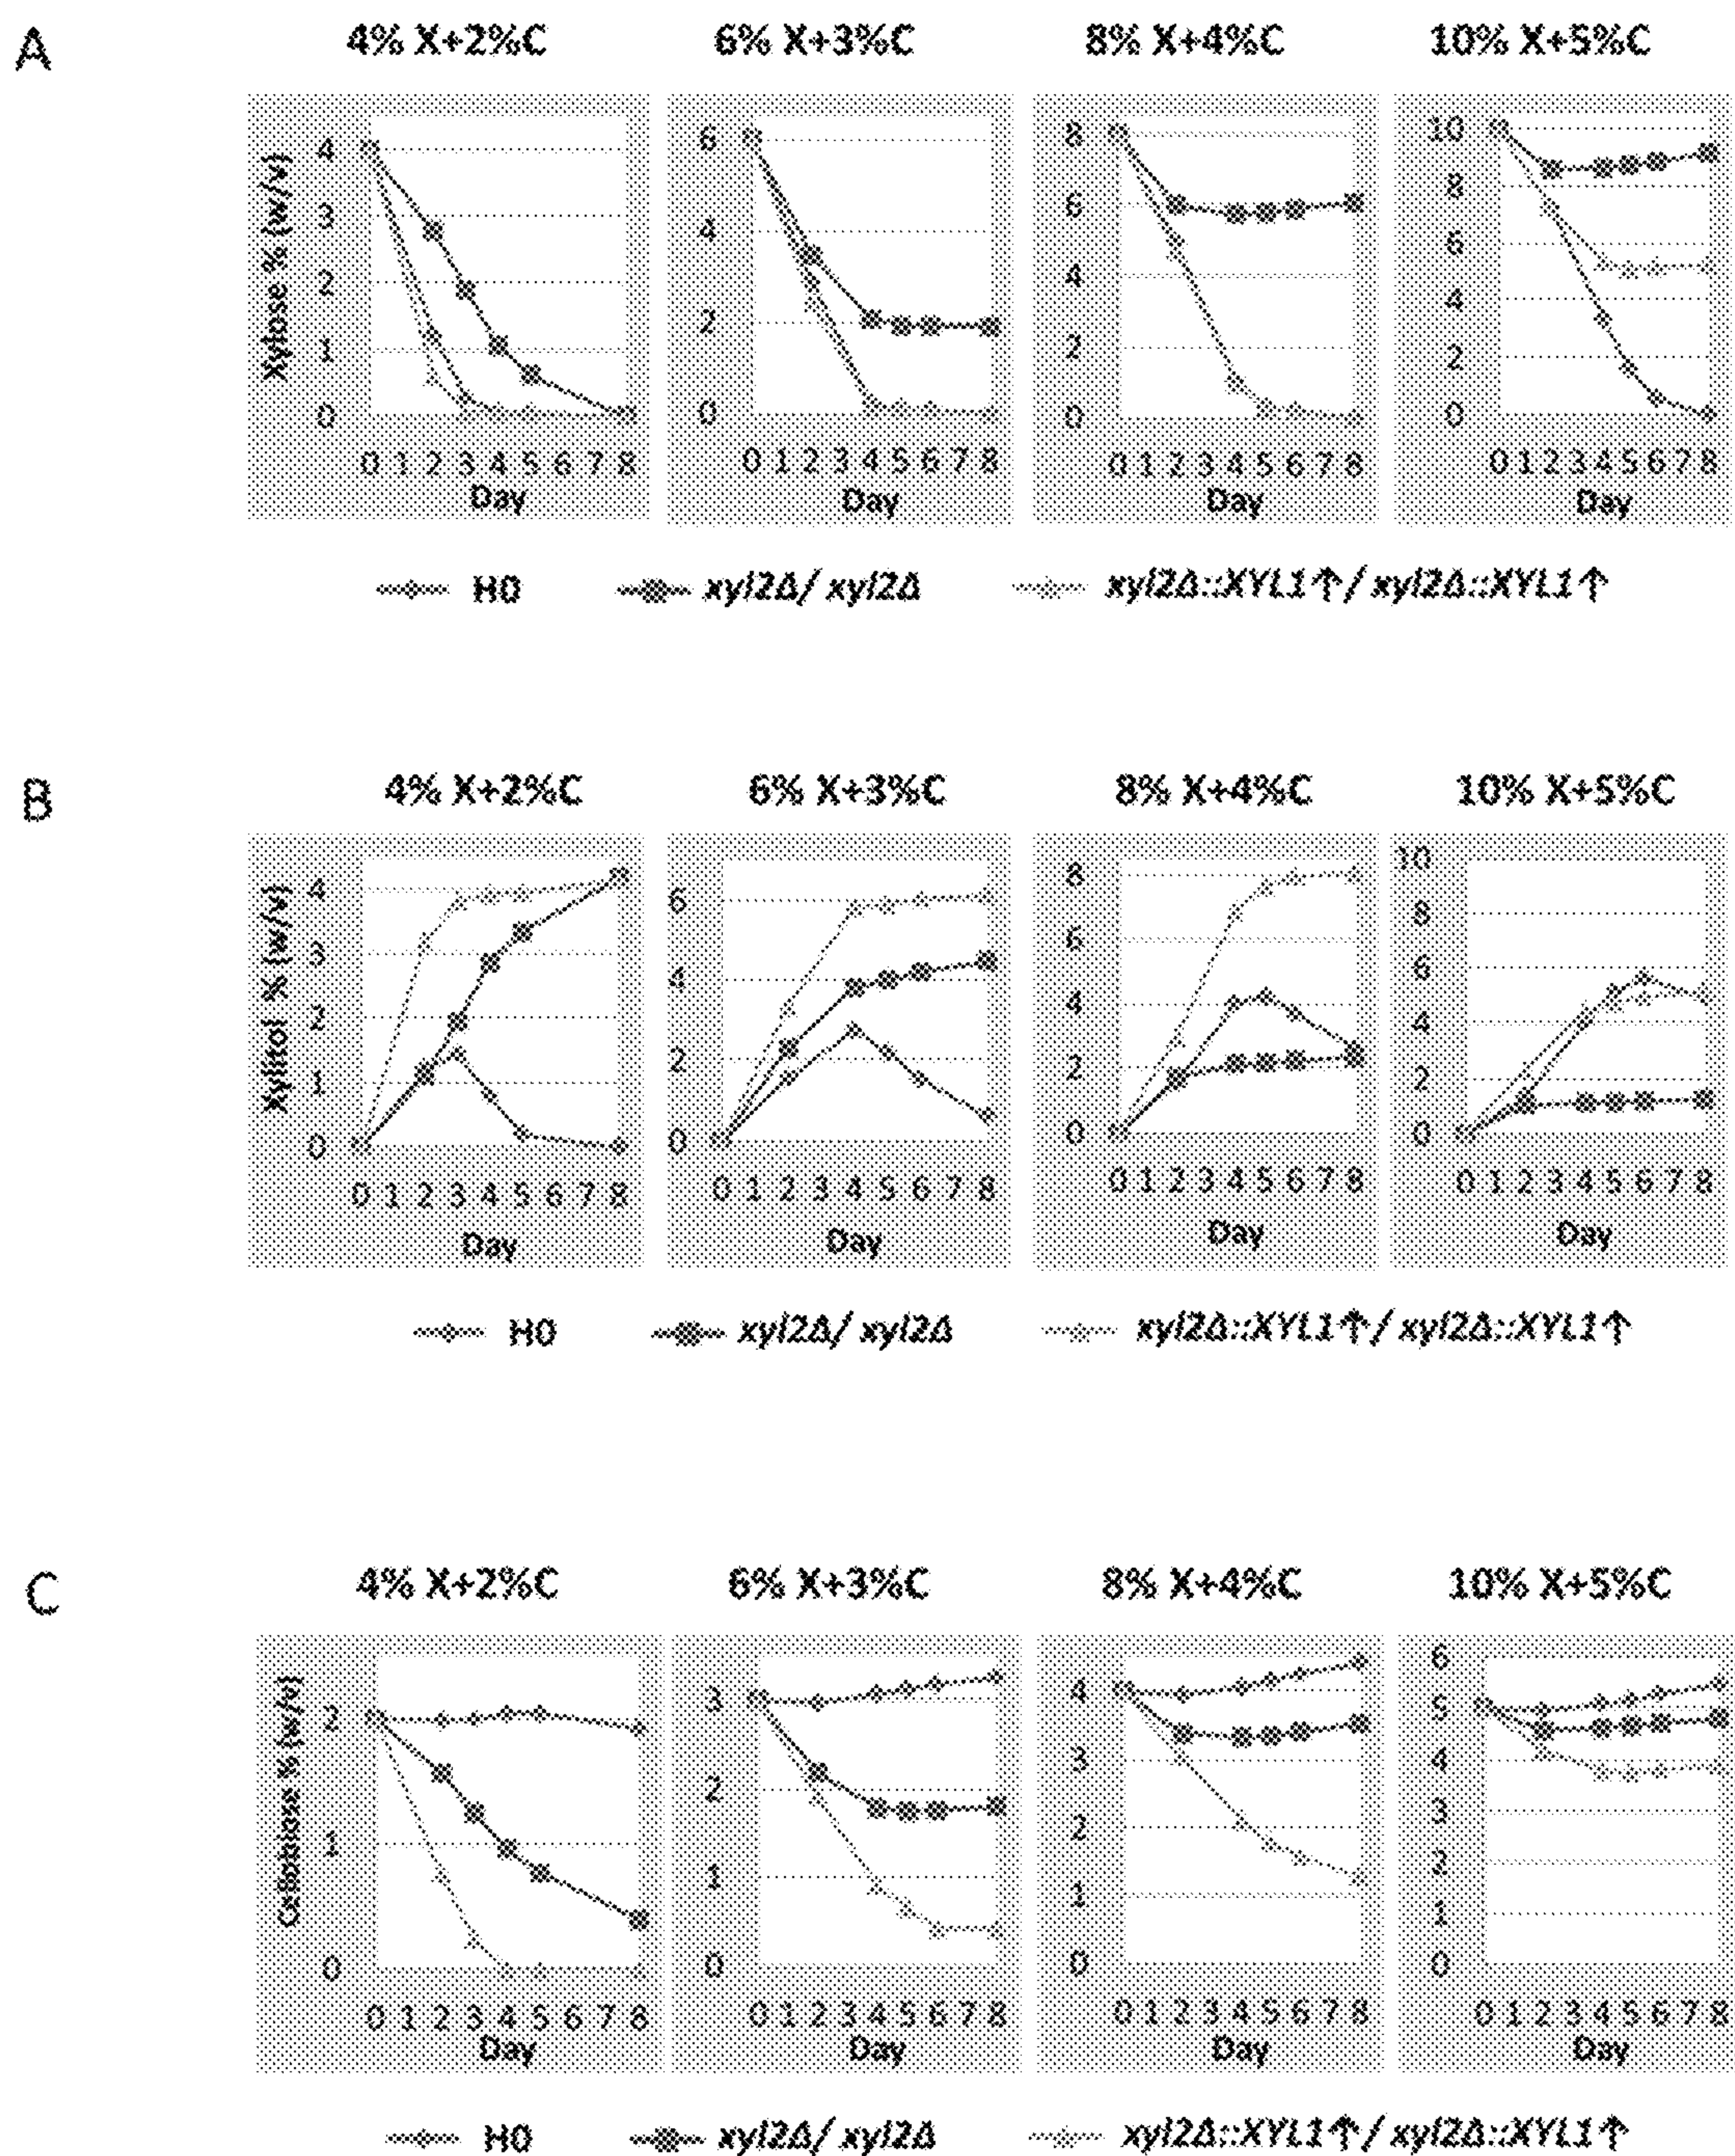 A
4% X+2%C 6% X+3%C 8% X+4%C 10% X+5%C
Xylose % (w/v)
4 3 2 1 0
6 4 2 0
8 6 4 2 0
10 8 6 4 2 0
0 1 2 3 4 5 6 7 8 0 1 2 3 4 5 6 7 8 0 1 2 3 4 5 6 7 8 0 1 2 3 4 5 6 7 8
Day Day Day Day
H0 xyl2Δ/ xyl2Δ xyl2Δ::XYL1↑/ xyl2Δ::XYL1↑
B
4% X+2%C 6% X+3%C 8% X+4%C 10% X+5%C
Xylitol % (w/v)
4 3 2 1 0
6 4 2 0
8 6 4 2 0
10 8 6 4 2 0
0 1 2 3 4 5 6 7 8 0 1 2 3 4 5 6 7 8 0 1 2 3 4 5 6 7 8 0 1 2 3 4 5 6 7 8
Day Day Day Day
H0 xyl2Δ/ xyl2Δ xyl2Δ::XYL1↑/ xyl2Δ::XYL1↑
C
4% X+2%C 6% X+3%C 8% X+4%C 10% X+5%C
Cellobiose % (w/v)
2 1 0
3 2 1 0
4 3 2 1 0
6 5 4 3 2 1 0
0 1 2 3 4 5 6 7 8 0 1 2 3 4 5 6 7 8 0 1 2 3 4 5 6 7 8 0 1 2 3 4 5 6 7 8
Day Day Day Day
H0 xyl2Δ/ xyl2Δ xyl2Δ::XYL1↑/ xyl2Δ::XYL1↑